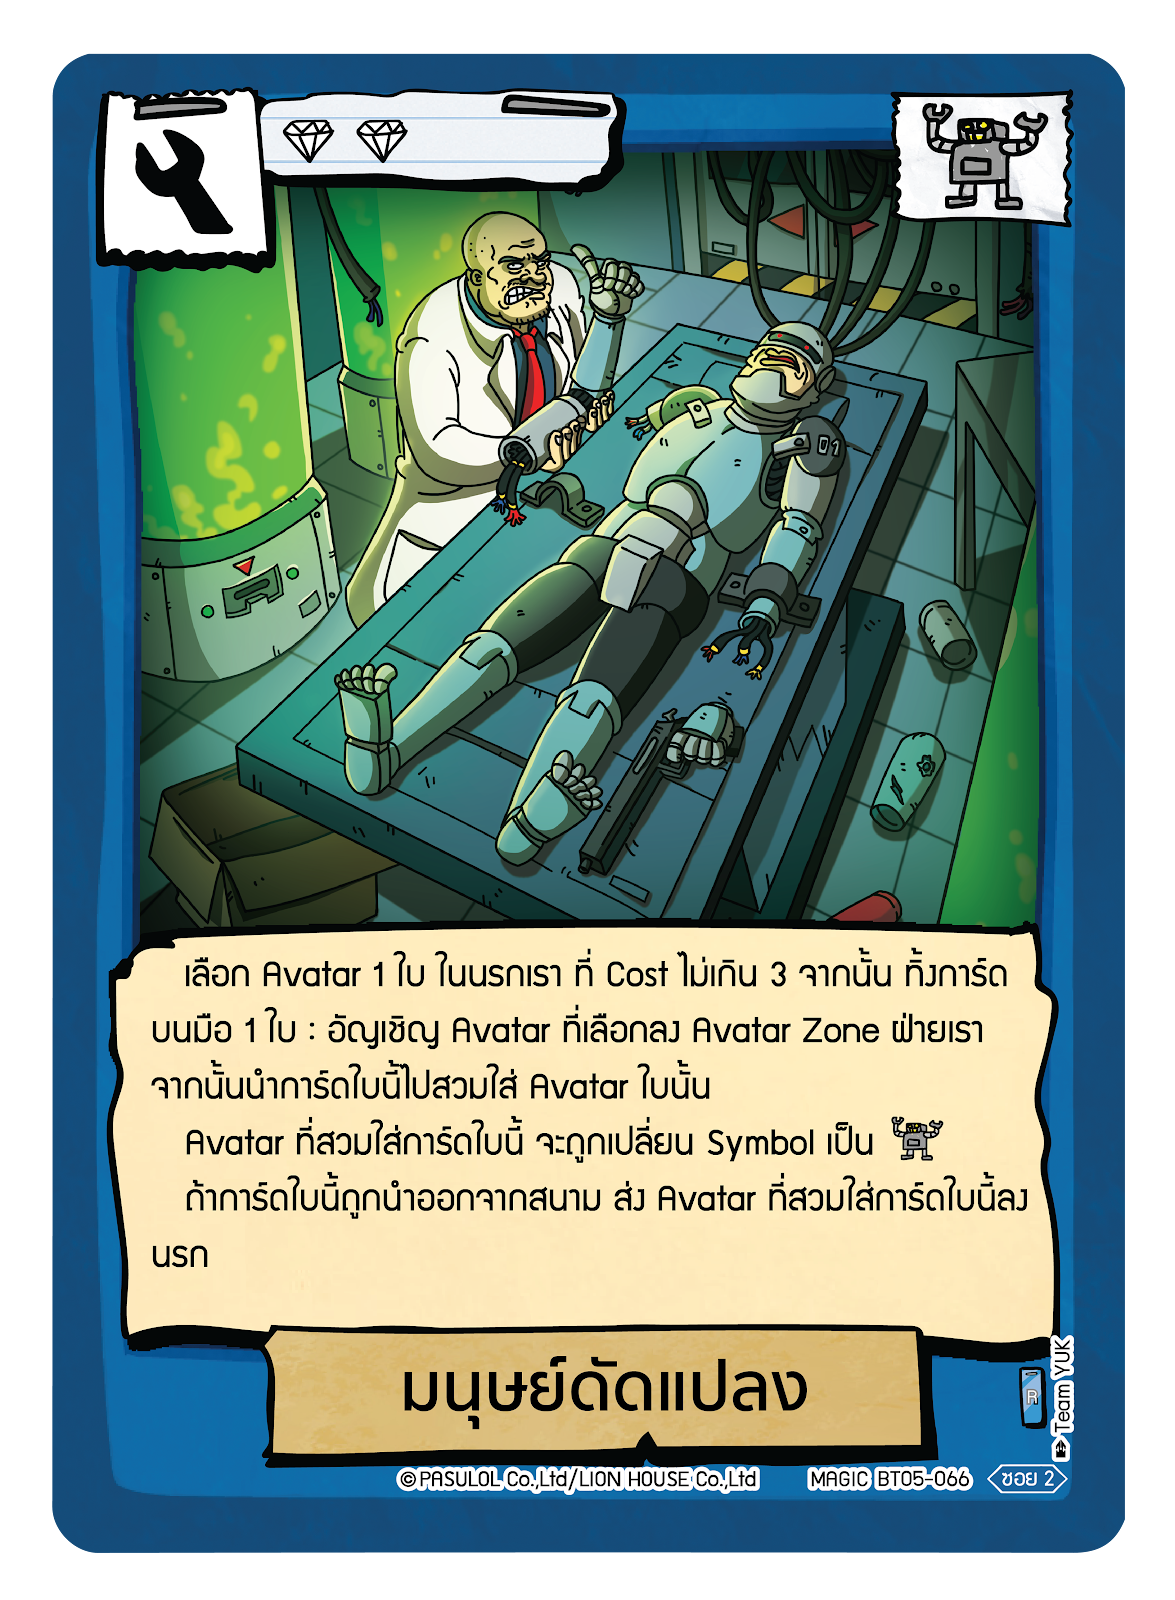 01
เลือก Avatar 1 ใบ ในนรกเรา ที่ Cost ไม่เกิน 3 จากนั้น ทิ้งการ์ด
บนมือ 1 ใบ : อัญเชิญ Avatar ที่เลือกลง Avatar Zone ฝ่ายเรา
จากนั้นนำการ์ดใบนี้ไปสวมใส่ Avatar ใบนั้น
Avatar ที่สวมใส่การ์ดใบนี้ จะถูกเปลี่ยน Symbol เป็น
ถ้าการ์ดใบนี้ถูกนำออกจากสนาม ส่ง Avatar ที่สวมใส่การ์ดใบนี้ลง
นรก
มนุษย์ดัดแปลง
R
Team YUK
©PASULOL Co.,Ltd/LION HOUSE Co.,Ltd MAGIC BT05-066 ซอย 2